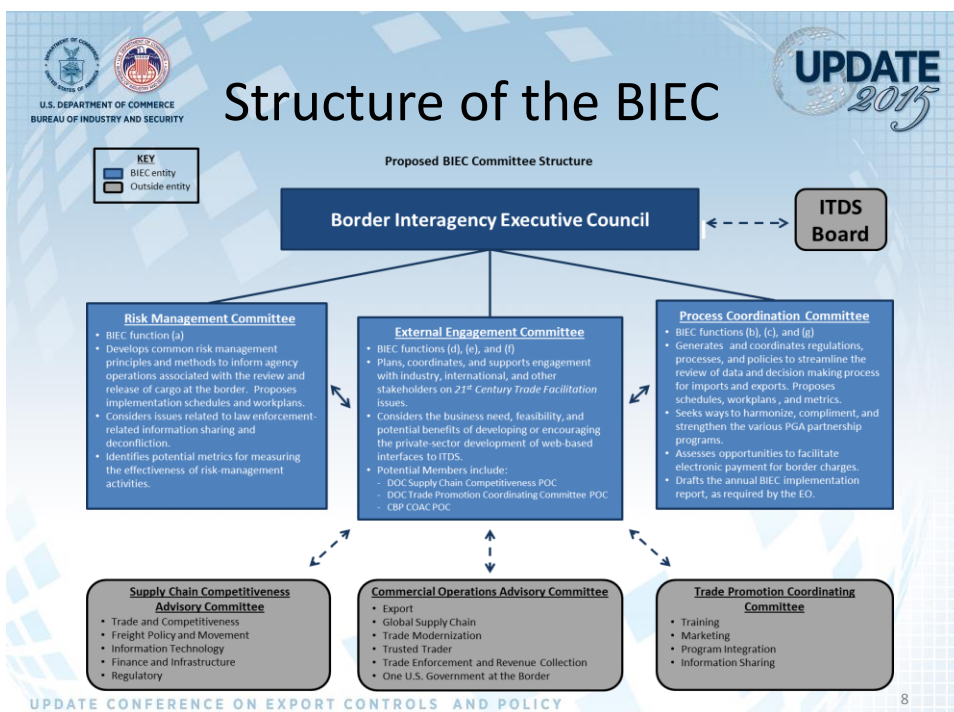 U.S. DEPARTMENT OF COMMERCE
BUREAU OF INDUSTRY AND SECURITY
UPDATE
2015
Structure of the BIEC
Proposed BIEC Committee Structure
KEY
BIEC entity
Outside entity
Border Interagency Executive Council
ITDS
Board
Risk Management Committee
• BIEC function (a)
• Develops common risk management
principles and methods to inform agency
operations associated with the review and
release of cargo at the border. Proposes
implementation schedules and workplans.
• Considers issues related to law enforcement-
related information sharing and
deconfliction.
• Identifies potential metrics for measuring
the effectiveness of risk-management
activities.
External Engagement Committee
• BIEC functions (d), (e), and (f)
• Plans, coordinates, and supports engagement
with industry, international, and other
stakeholders on 21st Century Trade Facilitation
issues.
• Considers the business need, feasibility, and
potential benefits of developing or encouraging
the private-sector development of web-based
interfaces to ITDS.
• Potential Members include:
- DOC Supply Chain Competitiveness POC
- DOC Trade Promotion Coordinating Committee POC
- CBP COAC POC
Process Coordination Committee
• BIEC functions (b), (c), and (g)
• Generates and coordinates regulations,
processes, and policies to streamline the
review of data and decision making process
for imports and exports. Proposes
schedules, workplans , and metrics.
• Seeks ways to harmonize, compliment, and
strengthen the various PGA partnership
programs.
• Assesses opportunities to facilitate
electronic payment for border charges.
• Drafts the annual BIEC implementation
report, as required by the EO.
Supply Chain Competitiveness
Advisory Committee
• Trade and Competitiveness
• Freight Policy and Movement
• Information Technology
• Finance and Infrastructure
• Regulatory
Commercial Operations Advisory Committee
• Export
• Global Supply Chain
• Trade Modernization
• Trusted Trader
• Trade Enforcement and Revenue Collection
• One U.S. Government at the Border
Trade Promotion Coordinating
Committee
• Training
• Marketing
• Program Integration
• Information Sharing
UPDATE CONFERENCE ON EXPORT CONTROLS AND POLICY
8